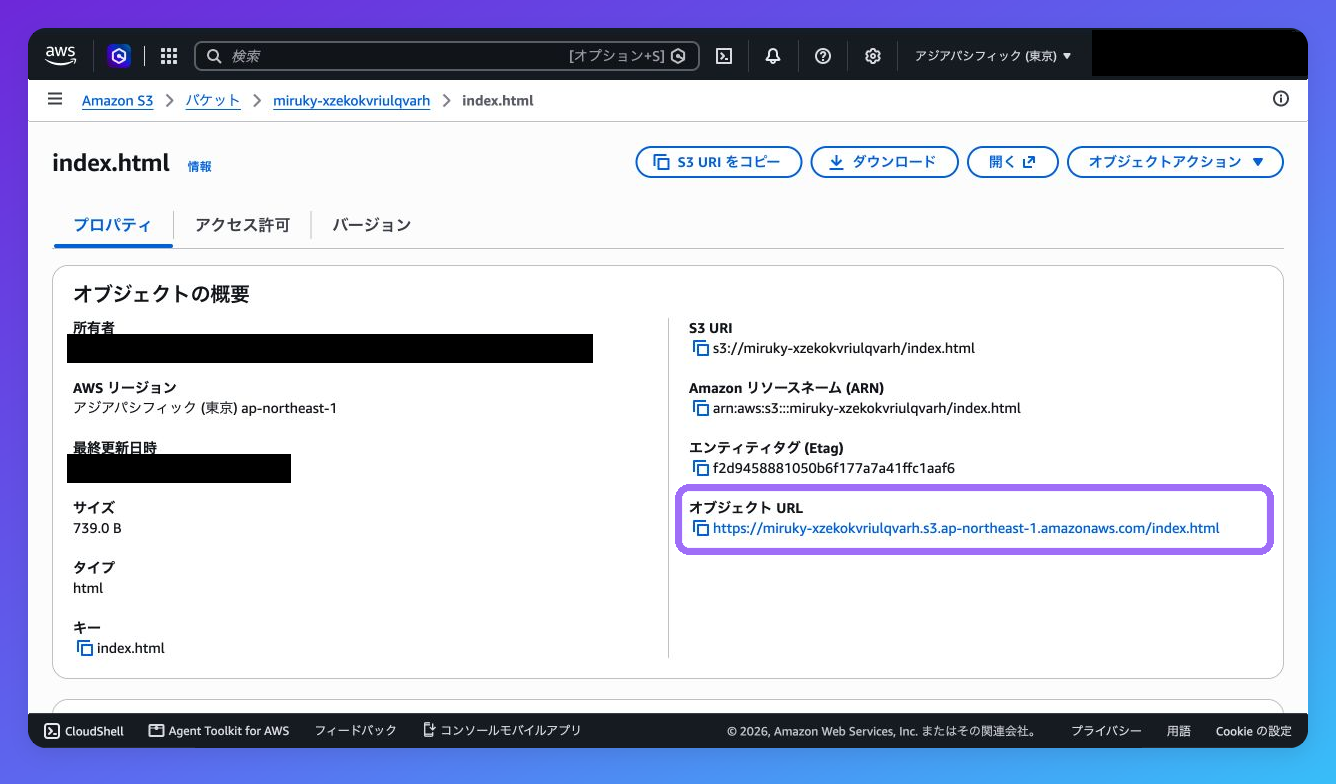 aws
検索 [オプション+S]
アジアパシフィック (東京)
Amazon S3 > バケット > miruky-xzekokvriulqvarh > index.html
index.html 情報
S3 URI をコピー
ダウンロード
開く
オブジェクトアクション
プロパティ
アクセス許可
バージョン
オブジェクトの概要
所有者
AWS リージョン
アジアパシフィック (東京) ap-northeast-1
最終更新日時
サイズ
739.0 B
タイプ
html
キー
index.html
S3 URI
s3://miruky-xzekokvriulqvarh/index.html
Amazon リソースネーム (ARN)
arn:aws:s3:::miruky-xzekokvriulqvarh/index.html
エンティティタグ (Etag)
f2d9458881050b6f177a7a41ffc1aaf6
オブジェクト URL
https://miruky-xzekokvriulqvarh.s3.ap-northeast-1.amazonaws.com/index.html
CloudShell
Agent Toolkit for AWS
フィードバック
コンソールモバイルアプリ
© 2026, Amazon Web Services, Inc. またはその関連会社。
プライバシー
用語
Cookie の設定